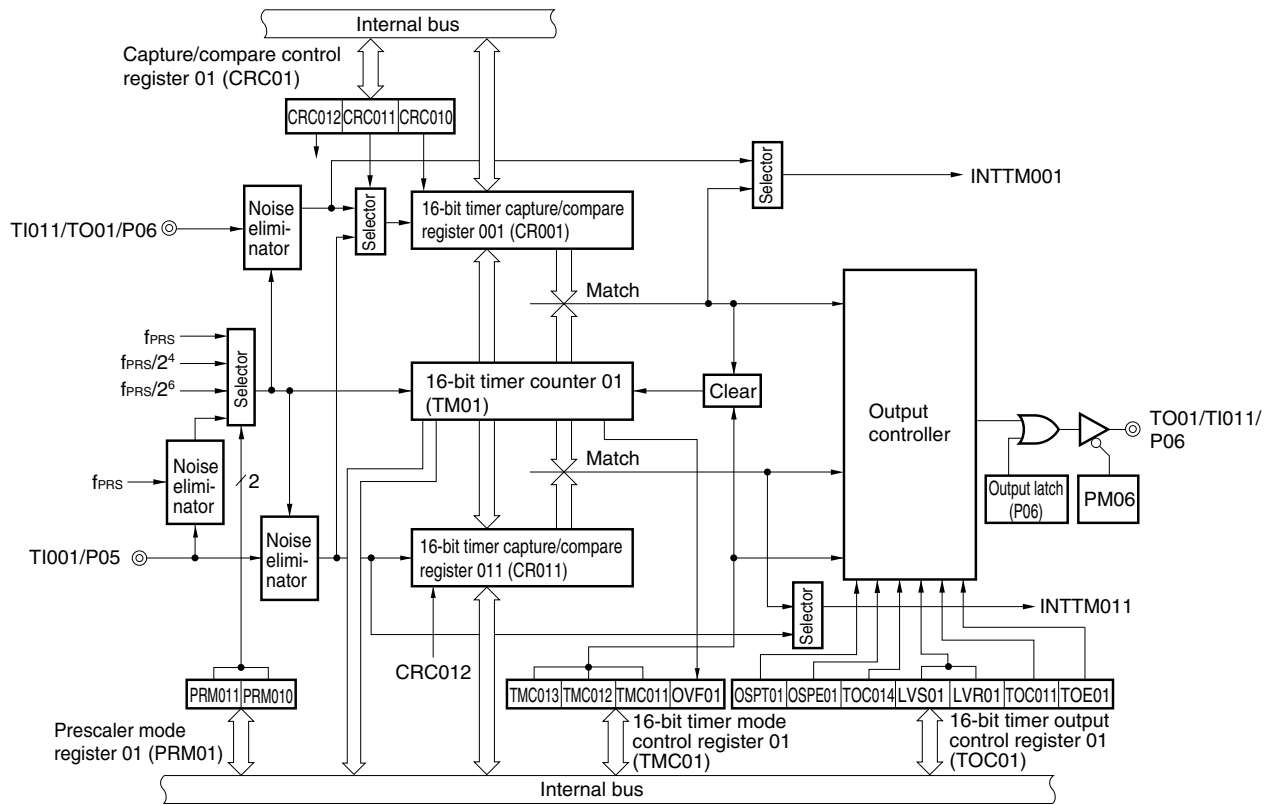 Internal bus
Capture/compare control
register 01 (CRC01)
CRC012 CRC011 CRC010
Selector
INTTM001
TI011/TO01/P06
Noise
elimi-
nator
Selector
16-bit timer capture/compare
register 001 (CR001)
Match
fPRS
fPRS/2⁴
fPRS/2⁶
Selector
16-bit timer counter 01
(TM01)
Clear
Output
controller
TO01/TI011/
P06
Match
fPRS
Noise
elimi-
nator
2
Output latch
(P06)
PM06
TI001/P05
Noise
elimi-
nator
16-bit timer capture/compare
register 011 (CR011)
Selector
INTTM011
CRC012
PRM011 PRM010
TMC013 TMC012 TMC011 OVF01
OSPT01 OSPE01 TOC014 LVS01 LVR01 TOC011 TOE01
Prescaler mode
register 01 (PRM01)
16-bit timer mode
control register 01
(TMC01)
16-bit timer output
control register 01
(TOC01)
Internal bus